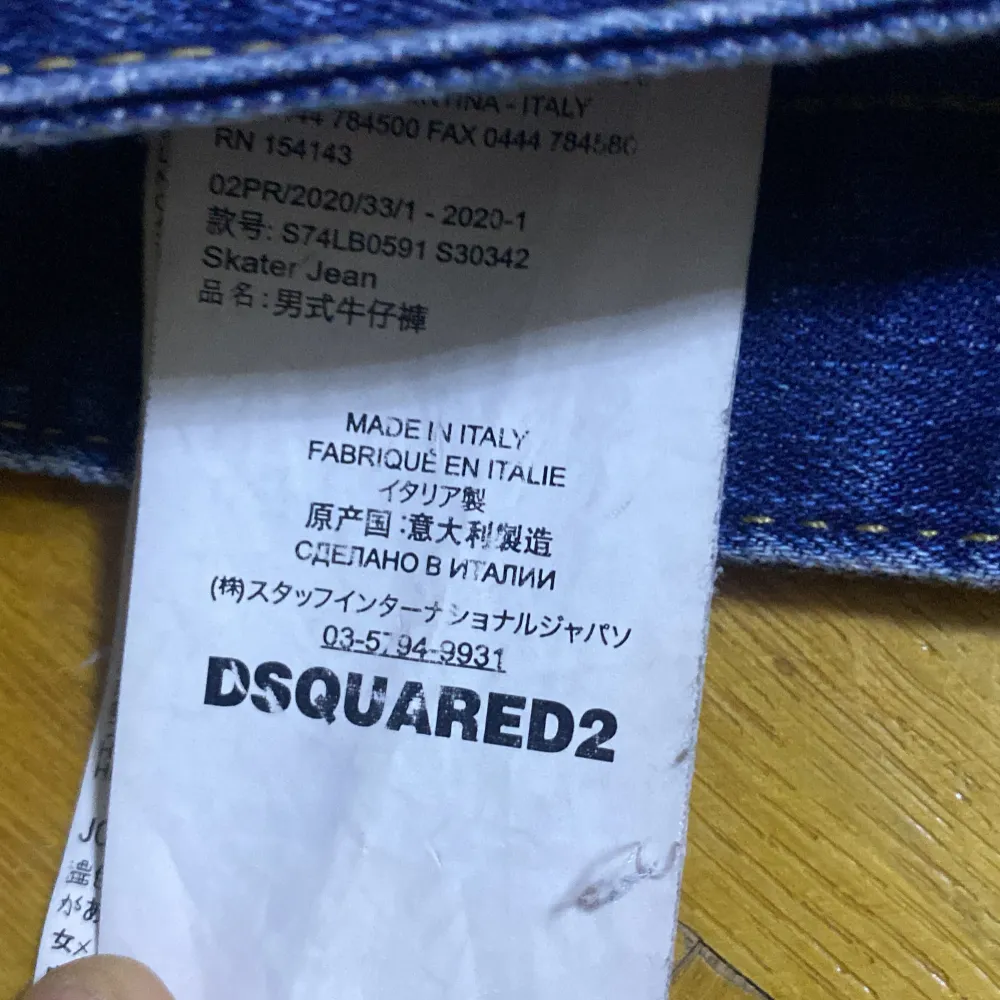 - ITALY
784500 FAX 0444 784580
RN 154143
02PR/2020/33/1 - 2020-1
款号: S74LB0591 S30342
Skater Jean
品名:男式牛仔褲
MADE IN ITALY
FABRIQUÉ EN ITALIE
イタリア製
原产国:意大利製造
СДЕЛАНО В ИТАЛИИ
(株)スタッフインターナショナルジャパソ
03-5794-9931
DSQUARED2